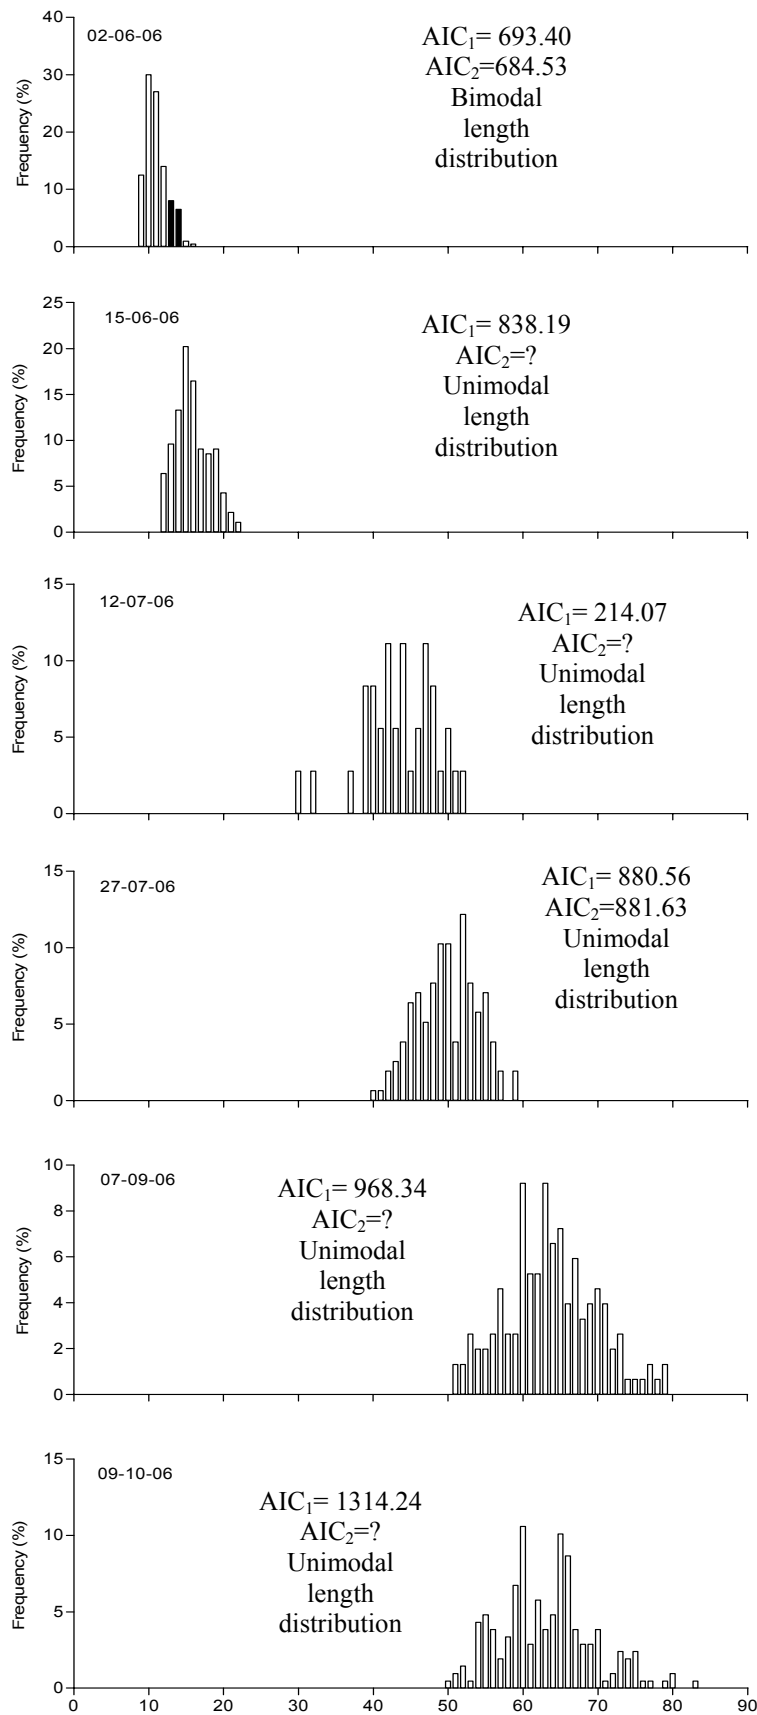 40
30
20
10
0
Frequency (%)
02-06-06
AIC₁= 693.40
AIC₂=684.53
Bimodal
length
distribution
25
20
15
10
5
0
Frequency (%)
15-06-06
AIC₁= 838.19
AIC₂=?
Unimodal
length
distribution
15
10
5
0
Frequency (%)
12-07-06
AIC₁= 214.07
AIC₂=?
Unimodal
length
distribution
15
10
5
0
Frequency (%)
27-07-06
AIC₁= 880.56
AIC₂=881.63
Unimodal
length
distribution
10
8
6
4
2
0
Frequency (%)
07-09-06
AIC₁= 968.34
AIC₂=?
Unimodal
length
distribution
15
10
5
0
Frequency (%)
09-10-06
AIC₁= 1314.24
AIC₂=?
Unimodal
length
distribution
0 10 20 30 40 50 60 70 80 90